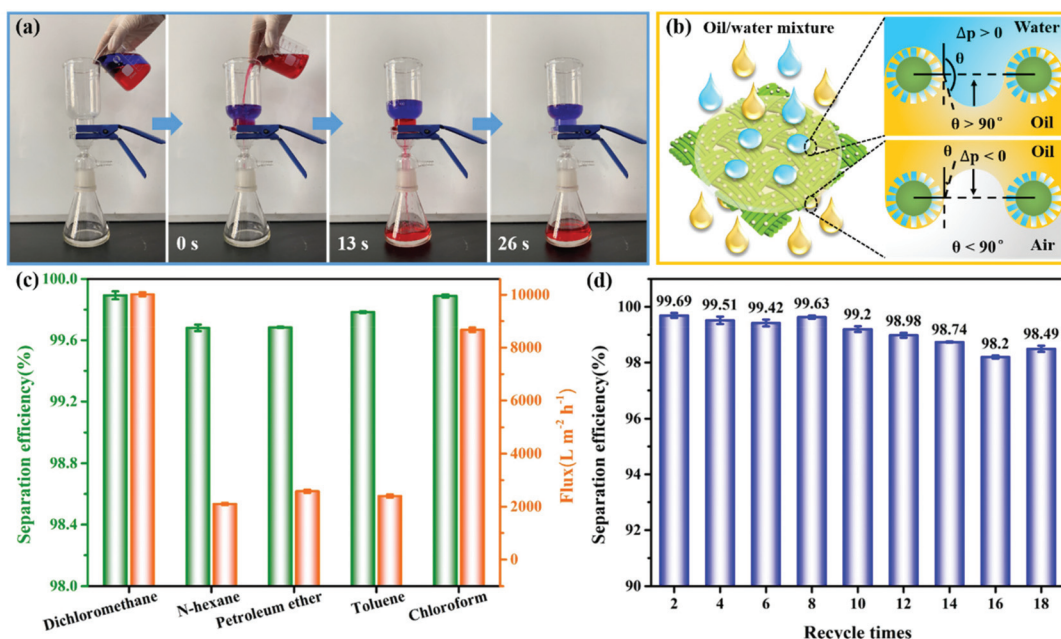 (a)
0 s
13 s
26 s
(b)
Oil/water mixture
Δp > 0
Water
θ
θ > 90°
Oil
θ
Δp < 0
Oil
θ < 90°
Air
(c)
100.0
99.6
99.2
98.8
98.4
98.0
Separation efficiency(%)
10000
8000
6000
4000
2000
0
Flux(L m⁻² h⁻¹)
Dichloromethane
N-hexane
Petroleum ether
Toluene
Chloroform
(d)
100
98
96
94
92
90
Separation efficiency(%)
99.69
99.51
99.42
99.63
99.2
98.98
98.74
98.2
98.49
2 4 6 8 10 12 14 16 18
Recycle times